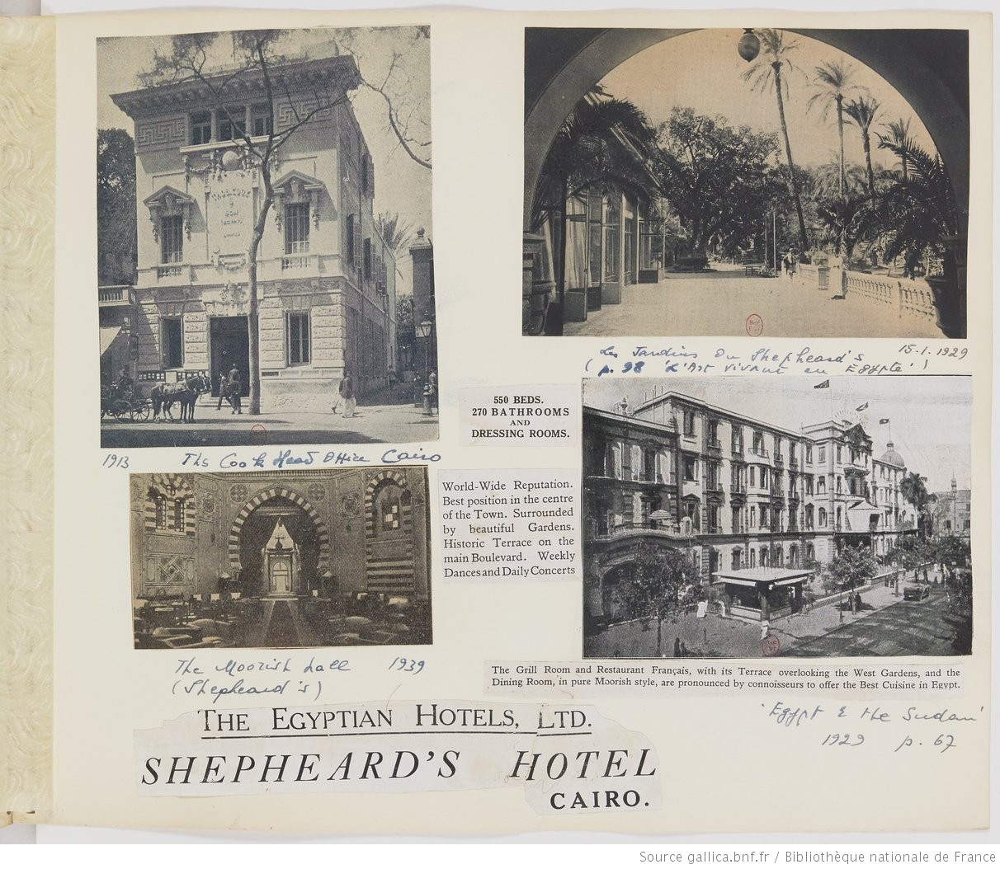 THOS COOK
&
SON
LIMITED
1913 The Cook Head Office Cairo
Les Jardins du Shepheard's 15.1.1929
(p. 98 'L'Art vivant en Egypte')
550 BEDS.
270 BATHROOMS
AND
DRESSING ROOMS.
World-Wide Reputation.
Best position in the centre
of the Town. Surrounded
by beautiful Gardens.
Historic Terrace on the
main Boulevard. Weekly
Dances and Daily Concerts
The Moorish hall 1939
(Shepheard's)
The Grill Room and Restaurant Français, with its Terrace overlooking the West Gardens, and the
Dining Room, in pure Moorish style, are pronounced by connoisseurs to offer the Best Cuisine in Egypt.
'Egypt & the Sudan'
1929 p. 67
THE EGYPTIAN HOTELS, LTD.
SHEPHEARD'S HOTEL
CAIRO.
Source gallica.bnf.fr / Bibliothèque nationale de France